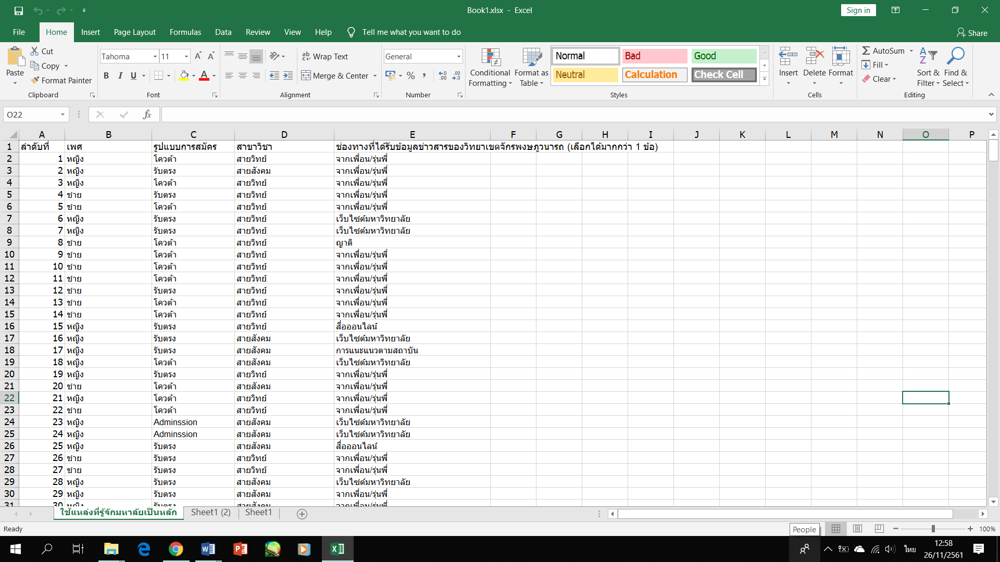 Book1.xlsx - Excel
Sign in
File Home Insert Page Layout Formulas Data Review View Help Tell me what you want to do Share
Paste Cut Copy Format Painter Clipboard
Tahoma 11 B I U A Font
Wrap Text Merge & Center Alignment
General % Number
Conditional Formatting Format as Table
Normal Bad Good
Neutral Calculation Check Cell
Styles
Insert Delete Format Cells
AutoSum Fill Clear Sort & Filter Find & Select Editing
O22 fx
A B C D E F G H I J K L M N O P
1 ลำดับที่ เพศ รูปแบบการสมัคร สาขาวิชา ช่องทางที่ได้รับข้อมูลข่าวสารของวิทยาเขตจักรพงษภูวนารถ (เลือกได้มากกว่า 1 ข้อ)
2 1 หญิง โควต้า สายวิทย์ จากเพื่อน/รุ่นพี่
3 2 หญิง รับตรง สายสังคม จากเพื่อน/รุ่นพี่
4 3 หญิง โควต้า สายวิทย์ จากเพื่อน/รุ่นพี่
5 4 ชาย รับตรง สายวิทย์ จากเพื่อน/รุ่นพี่
6 5 ชาย โควต้า สายวิทย์ จากเพื่อน/รุ่นพี่
7 6 หญิง รับตรง สายวิทย์ เว็บไซต์มหาวิทยาลัย
8 7 หญิง รับตรง สายวิทย์ เว็บไซต์มหาวิทยาลัย
9 8 ชาย โควต้า สายวิทย์ ญาติ
10 9 ชาย โควต้า สายวิทย์ จากเพื่อน/รุ่นพี่
11 10 ชาย โควต้า สายวิทย์ จากเพื่อน/รุ่นพี่
12 11 ชาย โควต้า สายวิทย์ จากเพื่อน/รุ่นพี่
13 12 ชาย รับตรง สายวิทย์ จากเพื่อน/รุ่นพี่
14 13 ชาย โควต้า สายวิทย์ จากเพื่อน/รุ่นพี่
15 14 ชาย โควต้า สายวิทย์ จากเพื่อน/รุ่นพี่
16 15 หญิง รับตรง สายวิทย์ สื่อออนไลน์
17 16 หญิง รับตรง สายสังคม เว็บไซต์มหาวิทยาลัย
18 17 หญิง รับตรง สายสังคม การแนะแนวตามสถาบัน
19 18 หญิง โควต้า สายสังคม เว็บไซต์มหาวิทยาลัย
20 19 หญิง รับตรง สายวิทย์ จากเพื่อน/รุ่นพี่
21 20 ชาย โควต้า สายสังคม จากเพื่อน/รุ่นพี่
22 21 หญิง โควต้า สายวิทย์ จากเพื่อน/รุ่นพี่
23 22 ชาย โควต้า สายวิทย์ จากเพื่อน/รุ่นพี่
24 23 หญิง Adminssion สายสังคม เว็บไซต์มหาวิทยาลัย
25 24 หญิง Adminssion สายสังคม เว็บไซต์มหาวิทยาลัย
26 25 หญิง รับตรง สายสังคม สื่อออนไลน์
27 26 ชาย รับตรง สายวิทย์ จากเพื่อน/รุ่นพี่
28 27 ชาย รับตรง สายวิทย์ จากเพื่อน/รุ่นพี่
29 28 หญิง รับตรง สายสังคม เว็บไซต์มหาวิทยาลัย
30 29 หญิง รับตรง สายสังคม จากเพื่อน/รุ่นพี่
31 30 หญิง รับตรง สายสังคม จากเพื่อน/รุ่นพี่
ใช้แหล่งที่รู้จักมหาลัยเป็นหลัก Sheet1 (2) Sheet1
Ready People 100%
ไทย 12:58
26/11/2561